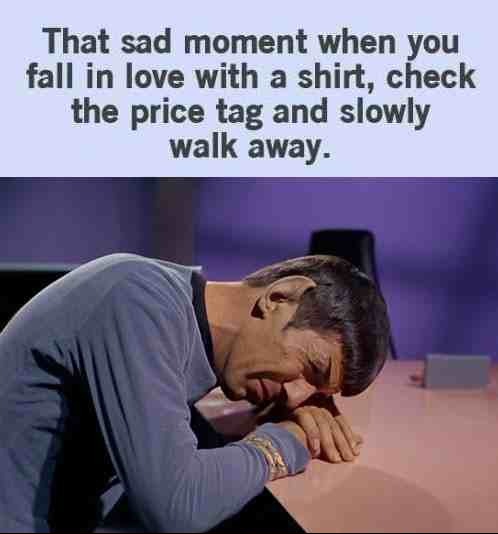 That sad moment when you
fall in love with a shirt, check
the price tag and slowly
walk away.